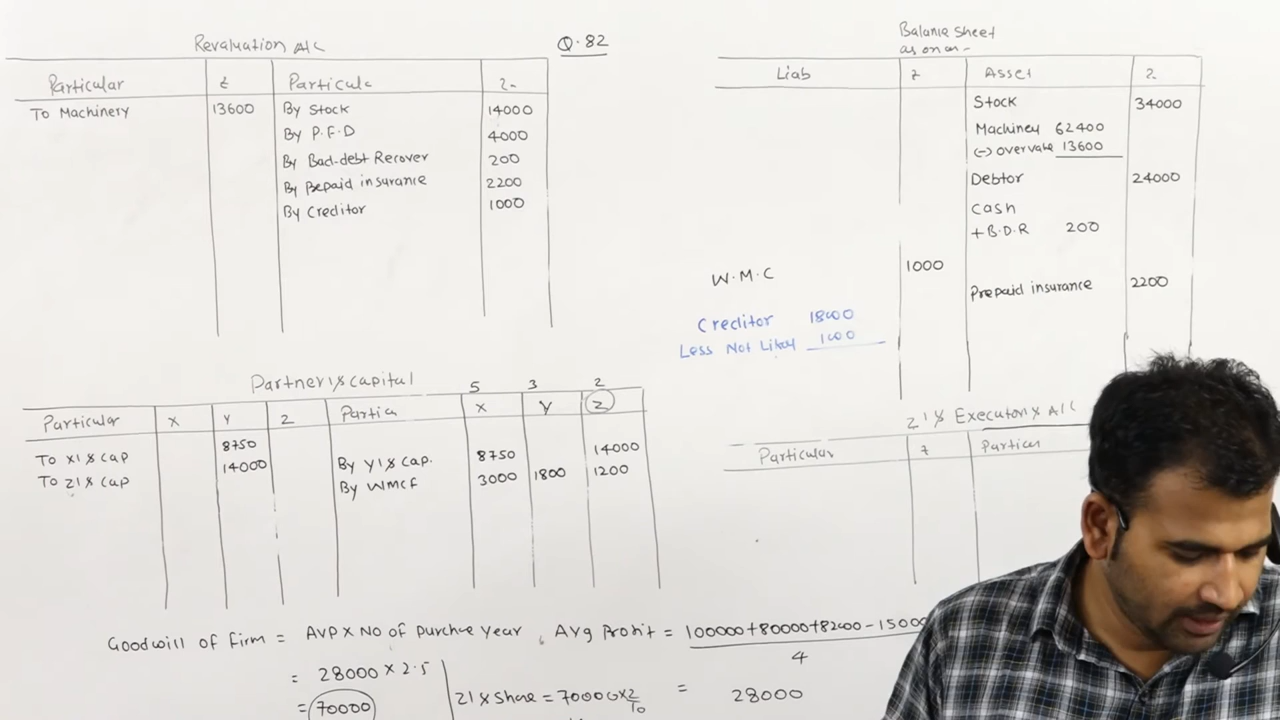 Revaluation A/c
Q.82
Particular ₹ Particula ₹
To Machinery 13600 By Stock 14000
By P.F.D 4000
By Bad-debt Recover 200
By Prepaid insurance 2200
By Creditor 1000
Balance Sheet
as on an -
Liab ₹ Asset ₹
Stock 34000
Machiney 62400
(-) overvate 13600
Debtor 24000
Cash
+ B.D.R 200
W.M.C 1000
Prepaid insurance 2200
Creditor 18000
Less Not Likely 1000
Partner's capital
5 3 2
Particular X Y Z Partic X Y Z
To X's cap 8750 By Y's cap. 8750 14000
To Z's cap 14000 By WMCF 3000 1800 1200
Z's Executor's A/c
Particular ₹ Particu
Goodwill of firm = AVP X No of purchase year , Avg Profit = 100000+80000+82000-15000
4
= 28000 X 2.5
= 70000
Z's Share = 70000 X 2/10
= 28000